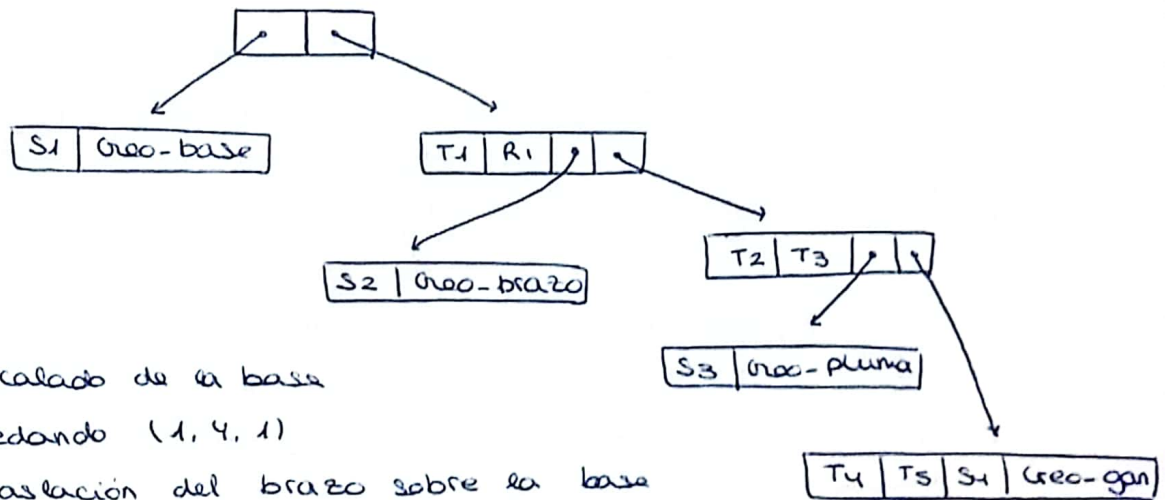 S1 Creo-base
T1 R1
S2 Creo-brazo
T2 T3
S3 Creo-pluma
calado de la base
edando (1, 4, 1)
aslación del brazo sobre la base
T4 T5 S4 Creo-gan